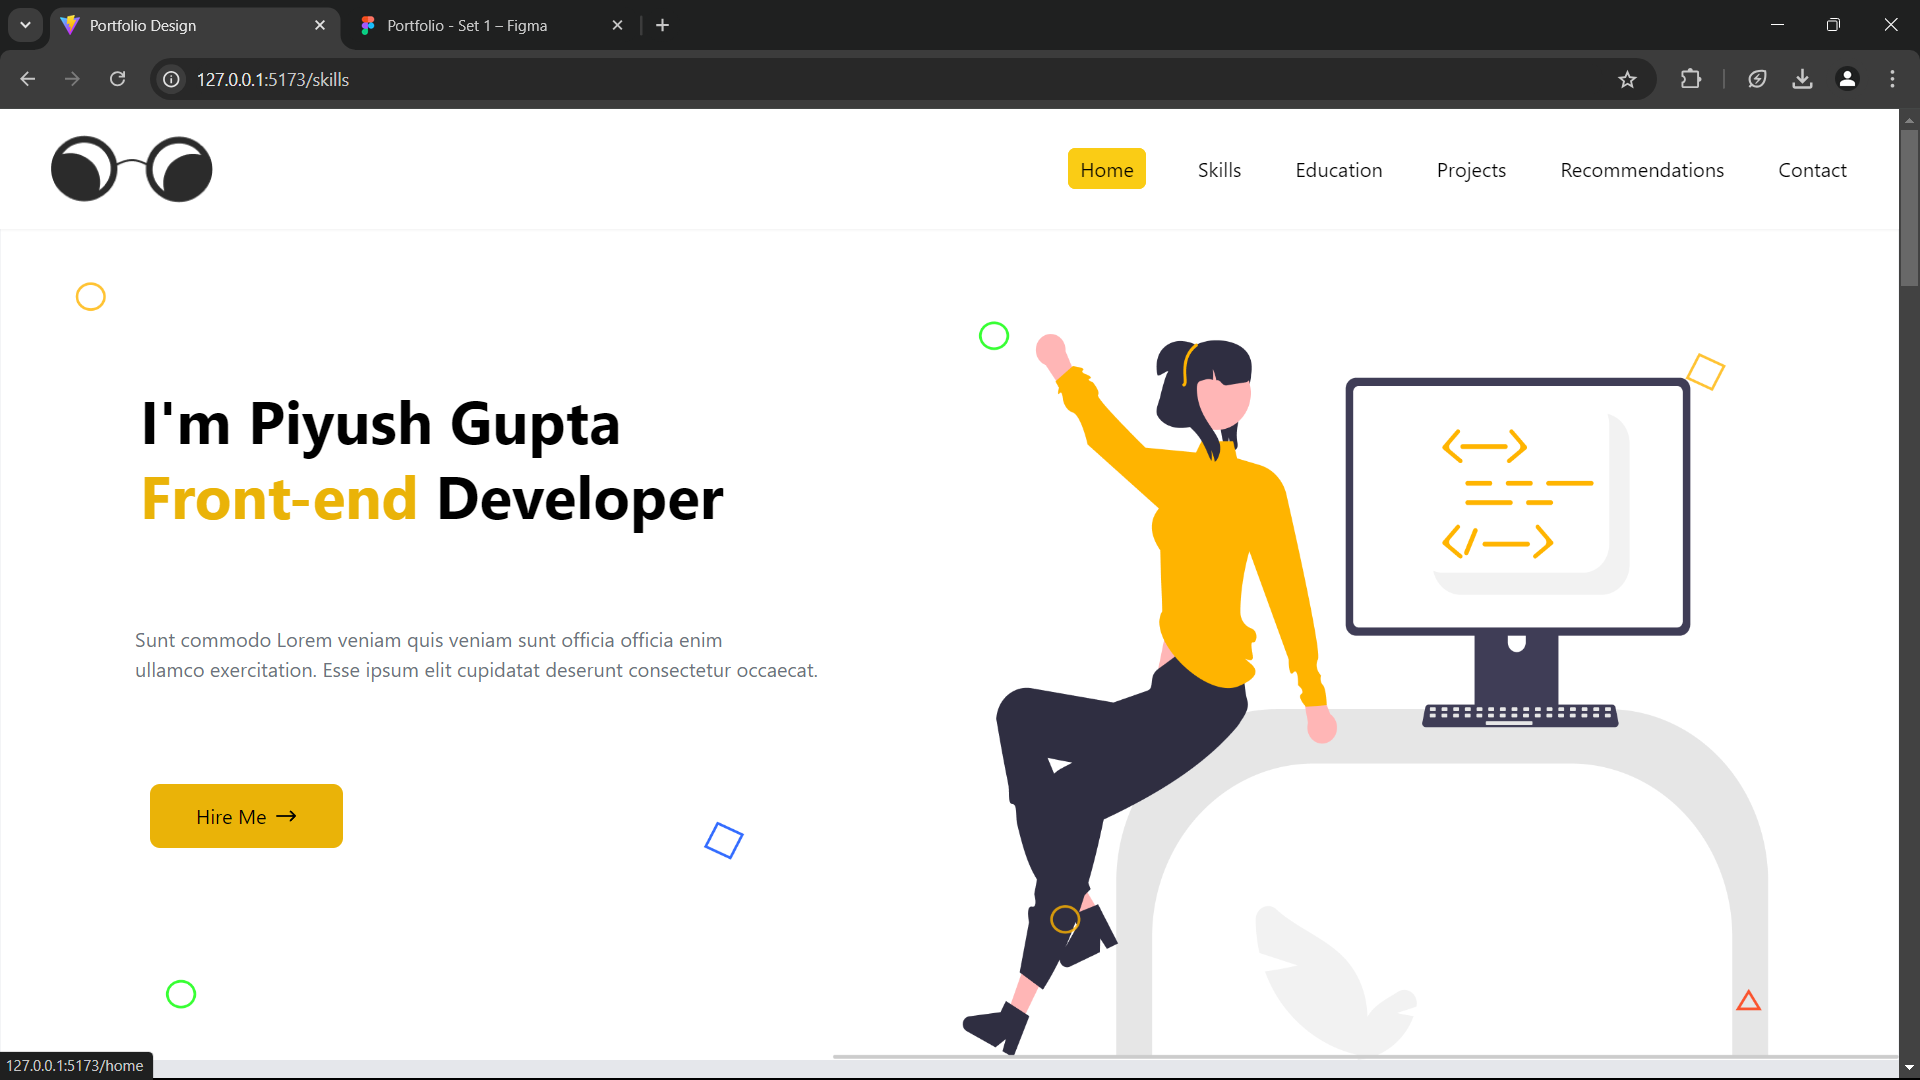 Portfolio Design
Portfolio - Set 1 – Figma
127.0.0.1:5173/skills
Home
Skills
Education
Projects
Recommendations
Contact
I'm Piyush Gupta
Front-end Developer
Sunt commodo Lorem veniam quis veniam sunt officia officia enim
ullamco exercitation. Esse ipsum elit cupidatat deserunt consectetur occaecat.
Hire Me →
127.0.0.1:5173/home